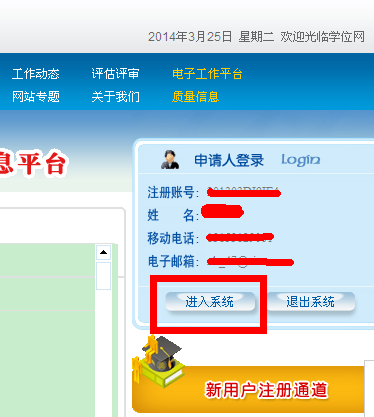 2014年3月25日 星期二 欢迎光临学位网
工作动态 评估评审 电子工作平台
网站专题 关于我们 质量信息
息平台
申请人登录 Login
注册账号:
姓 名:
移动电话:
电子邮箱:
进入系统 退出系统
新用户注册通道